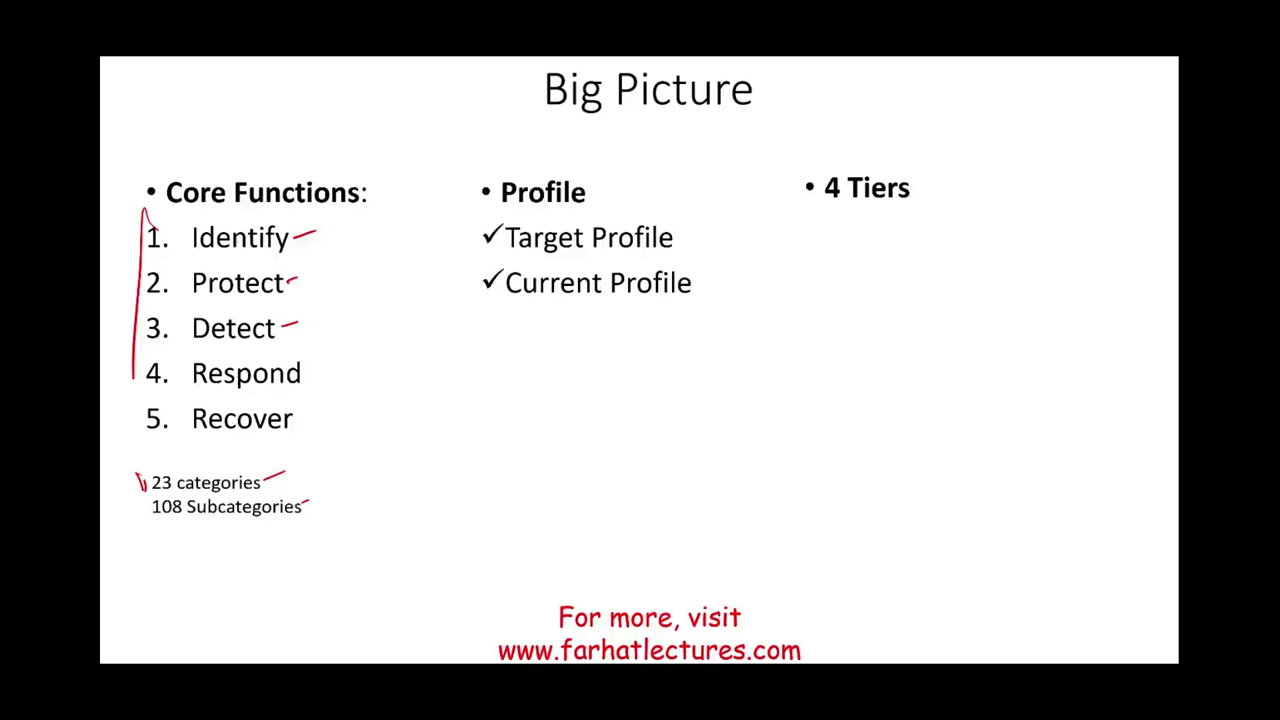 Big Picture
• Core Functions:
1. Identify
2. Protect
3. Detect
4. Respond
5. Recover
23 categories
108 Subcategories
• Profile
✓Target Profile
✓Current Profile
• 4 Tiers
For more, visit
www.farhatlectures.com